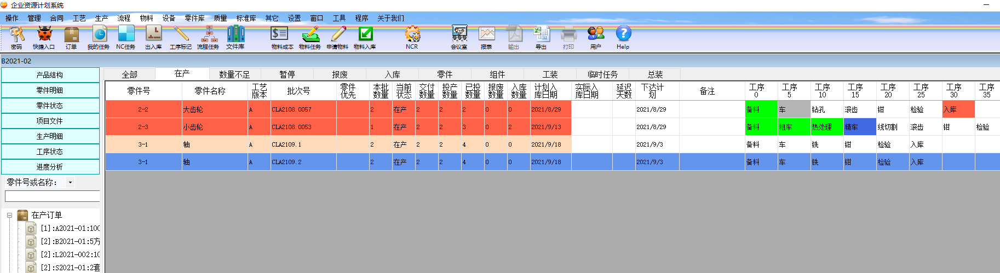 企业资源计划系统
操作 管理 合同 工艺 生产 流程 物料 设备 零件库 质量 标准库 其它 设置 窗口 工具 程序 关于我们
密码 快捷入口 订单 我的任务 NC任务 出入库 工序标记 流程任务 文件库 物料成本 物料任务 申请物料 物料入库 NCR 会议室 报表 输出 导出 打印 用户 Help
B2021-02
产品结构
零件明细
零件状态
项目文件
生产明细
工序状态
进度分析
零件号或名称：
在产订单
[1]:A2021-01:100
[2]:B2021-01:5方
[2]:L2021-002:10
[2]:S2021-01:2套
全部 在产 数量不足 暂停 报废 入库 零件 组件 工装 临时任务 总装
零件号 零件名称 工艺版本 批次号 零件优先 本批数量 当前状态 交付数量 投产数量 已投数量 报废数量 入库数量 计划入库日期 实际入库日期 延迟天数 下达计划 备注 工序0 工序5 工序10 工序15 工序20 工序25 工序30 工序35
2-2 大齿轮 A CLA2108.0057 2 在产 2 2 2 0 0 2021/8/29 2021/8/29 备料 车 钻孔 滚齿 钳 检验 入库
2-3 小齿轮 A CLA2108.0053 1 在产 2 2 3 0 2 2021/9/13 2021/8/29 备料 粗车 热处理 精车 线切割 滚齿 钳 检验
3-1 轴 A CLA2109.1 2 在产 2 2 4 0 0 2021/9/18 2021/9/3 备料 车 铣 钳 检验 入库
3-1 轴 A CLA2109.2 2 在产 2 2 4 0 0 2021/9/18 2021/9/3 备料 车 铣 钳 检验 入库